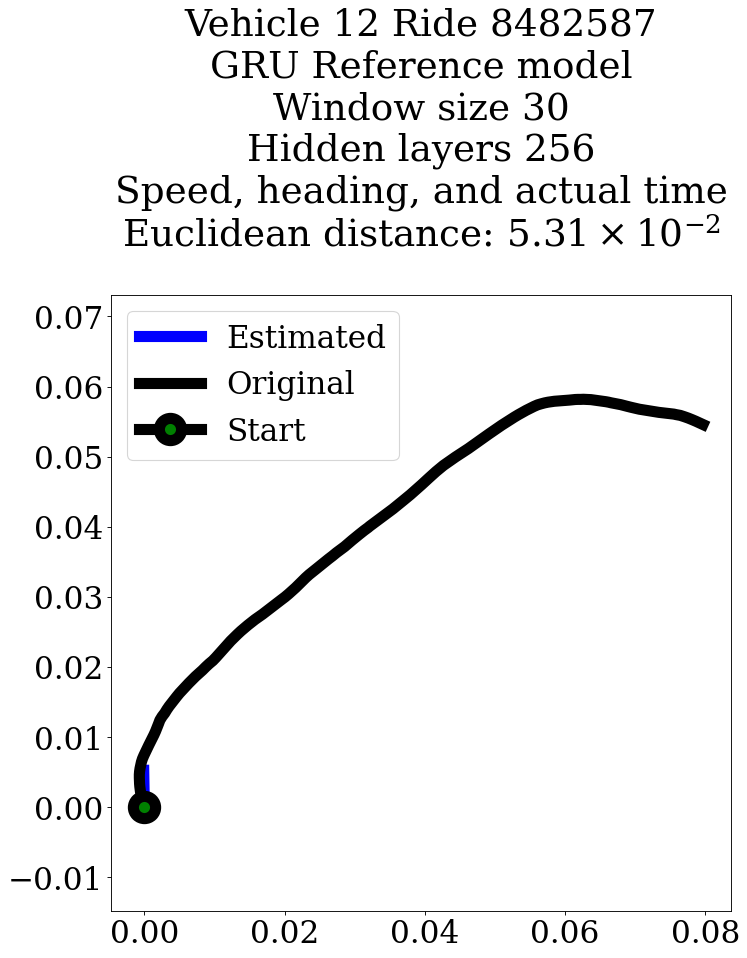 Vehicle 12 Ride 8482587
GRU Reference model
Window size 30
Hidden layers 256
Speed, heading, and actual time
Euclidean distance: 5.31 × 10⁻²
Estimated
Original
Start
0.07
0.06
0.05
0.04
0.03
0.02
0.01
0.00
−0.01
0.00 0.02 0.04 0.06 0.08